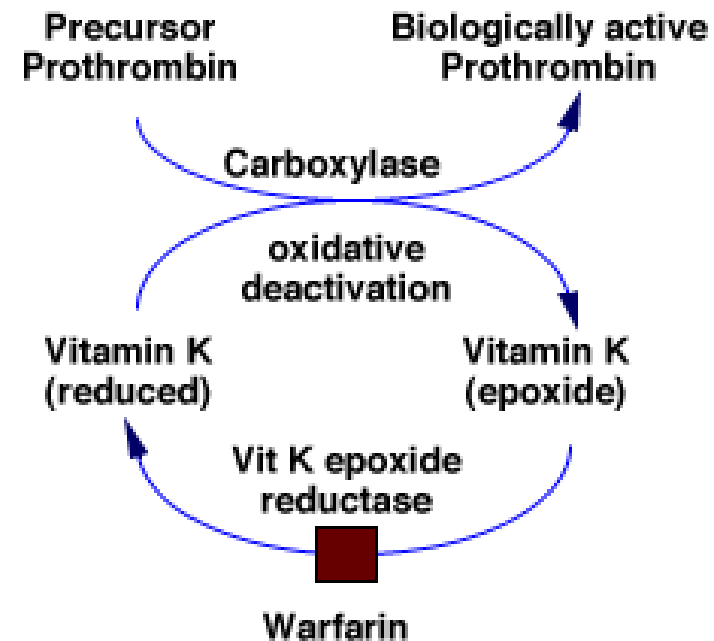 Precursor
Prothrombin
Biologically active
Prothrombin
Carboxylase
oxidative
deactivation
Vitamin K
(reduced)
Vitamin K
(epoxide)
Vit K epoxide
reductase
Warfarin